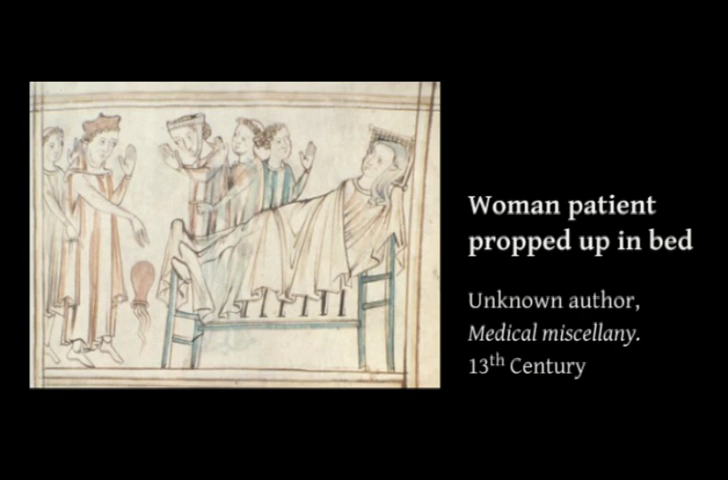 Woman patient
propped up in bed
Unknown author,
Medical miscellany.
13th Century